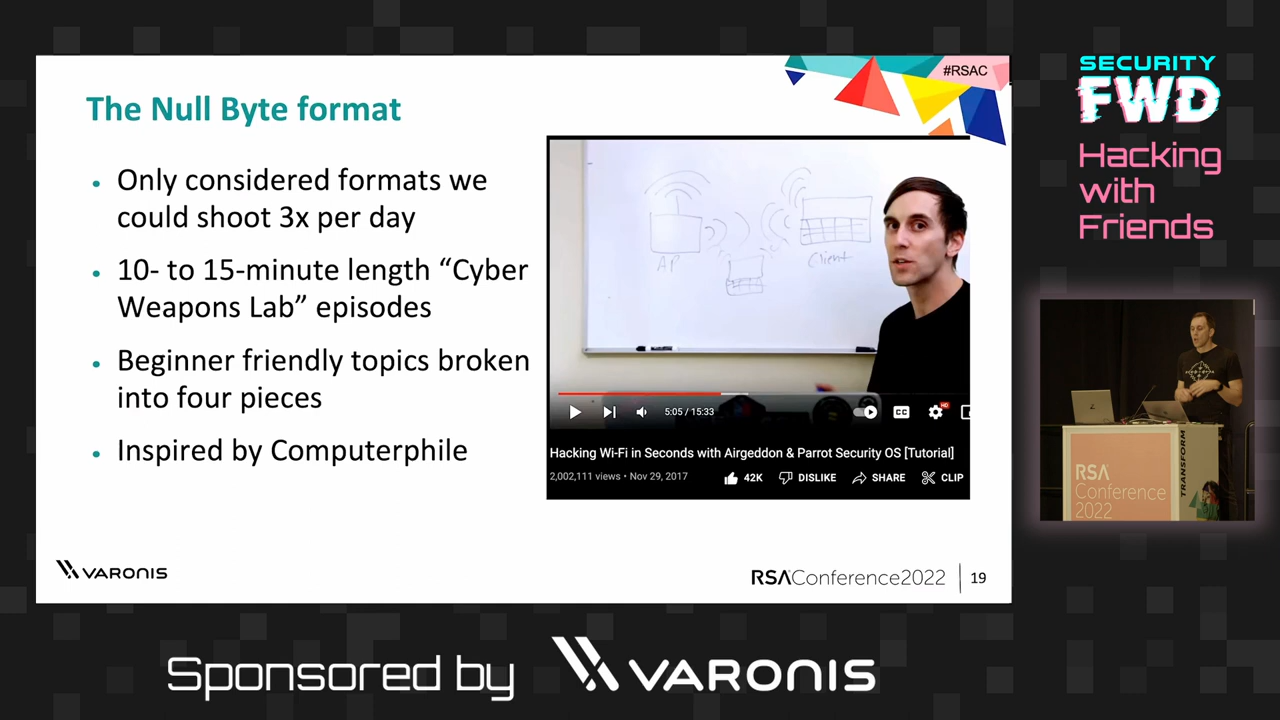 #RSAC
The Null Byte format
• Only considered formats we
could shoot 3x per day
• 10- to 15-minute length “Cyber
Weapons Lab” episodes
• Beginner friendly topics broken
into four pieces
• Inspired by Computerphile
AP
Client
5:05 / 15:33
CC
HD
Hacking Wi-Fi in Seconds with Airgeddon & Parrot Security OS [Tutorial]
2,002,111 views • Nov 29, 2017
42K
DISLIKE
SHARE
CLIP
VARONIS
RSAConference2022
19
SECURITY
FWD
Hacking
with
Friends
RSA
Conference
2022
TRANSFORM
Sponsored by VARONIS